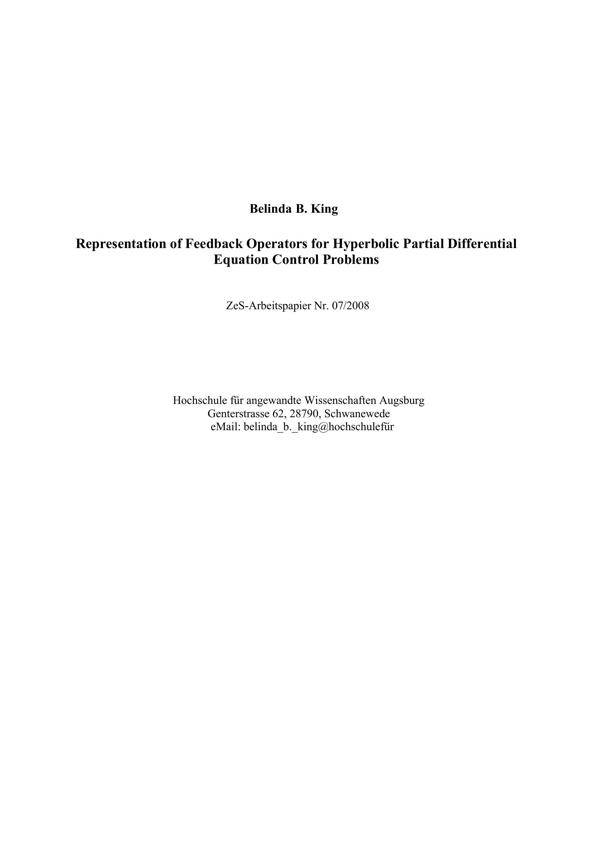 Belinda B. King
Representation of Feedback Operators for Hyperbolic Partial Differential
Equation Control Problems
ZeS-Arbeitspapier Nr. 07/2008
Hochschule für angewandte Wissenschaften Augsburg
Genterstrasse 62, 28790, Schwanewede
eMail: belinda_b._king@hochschulefür